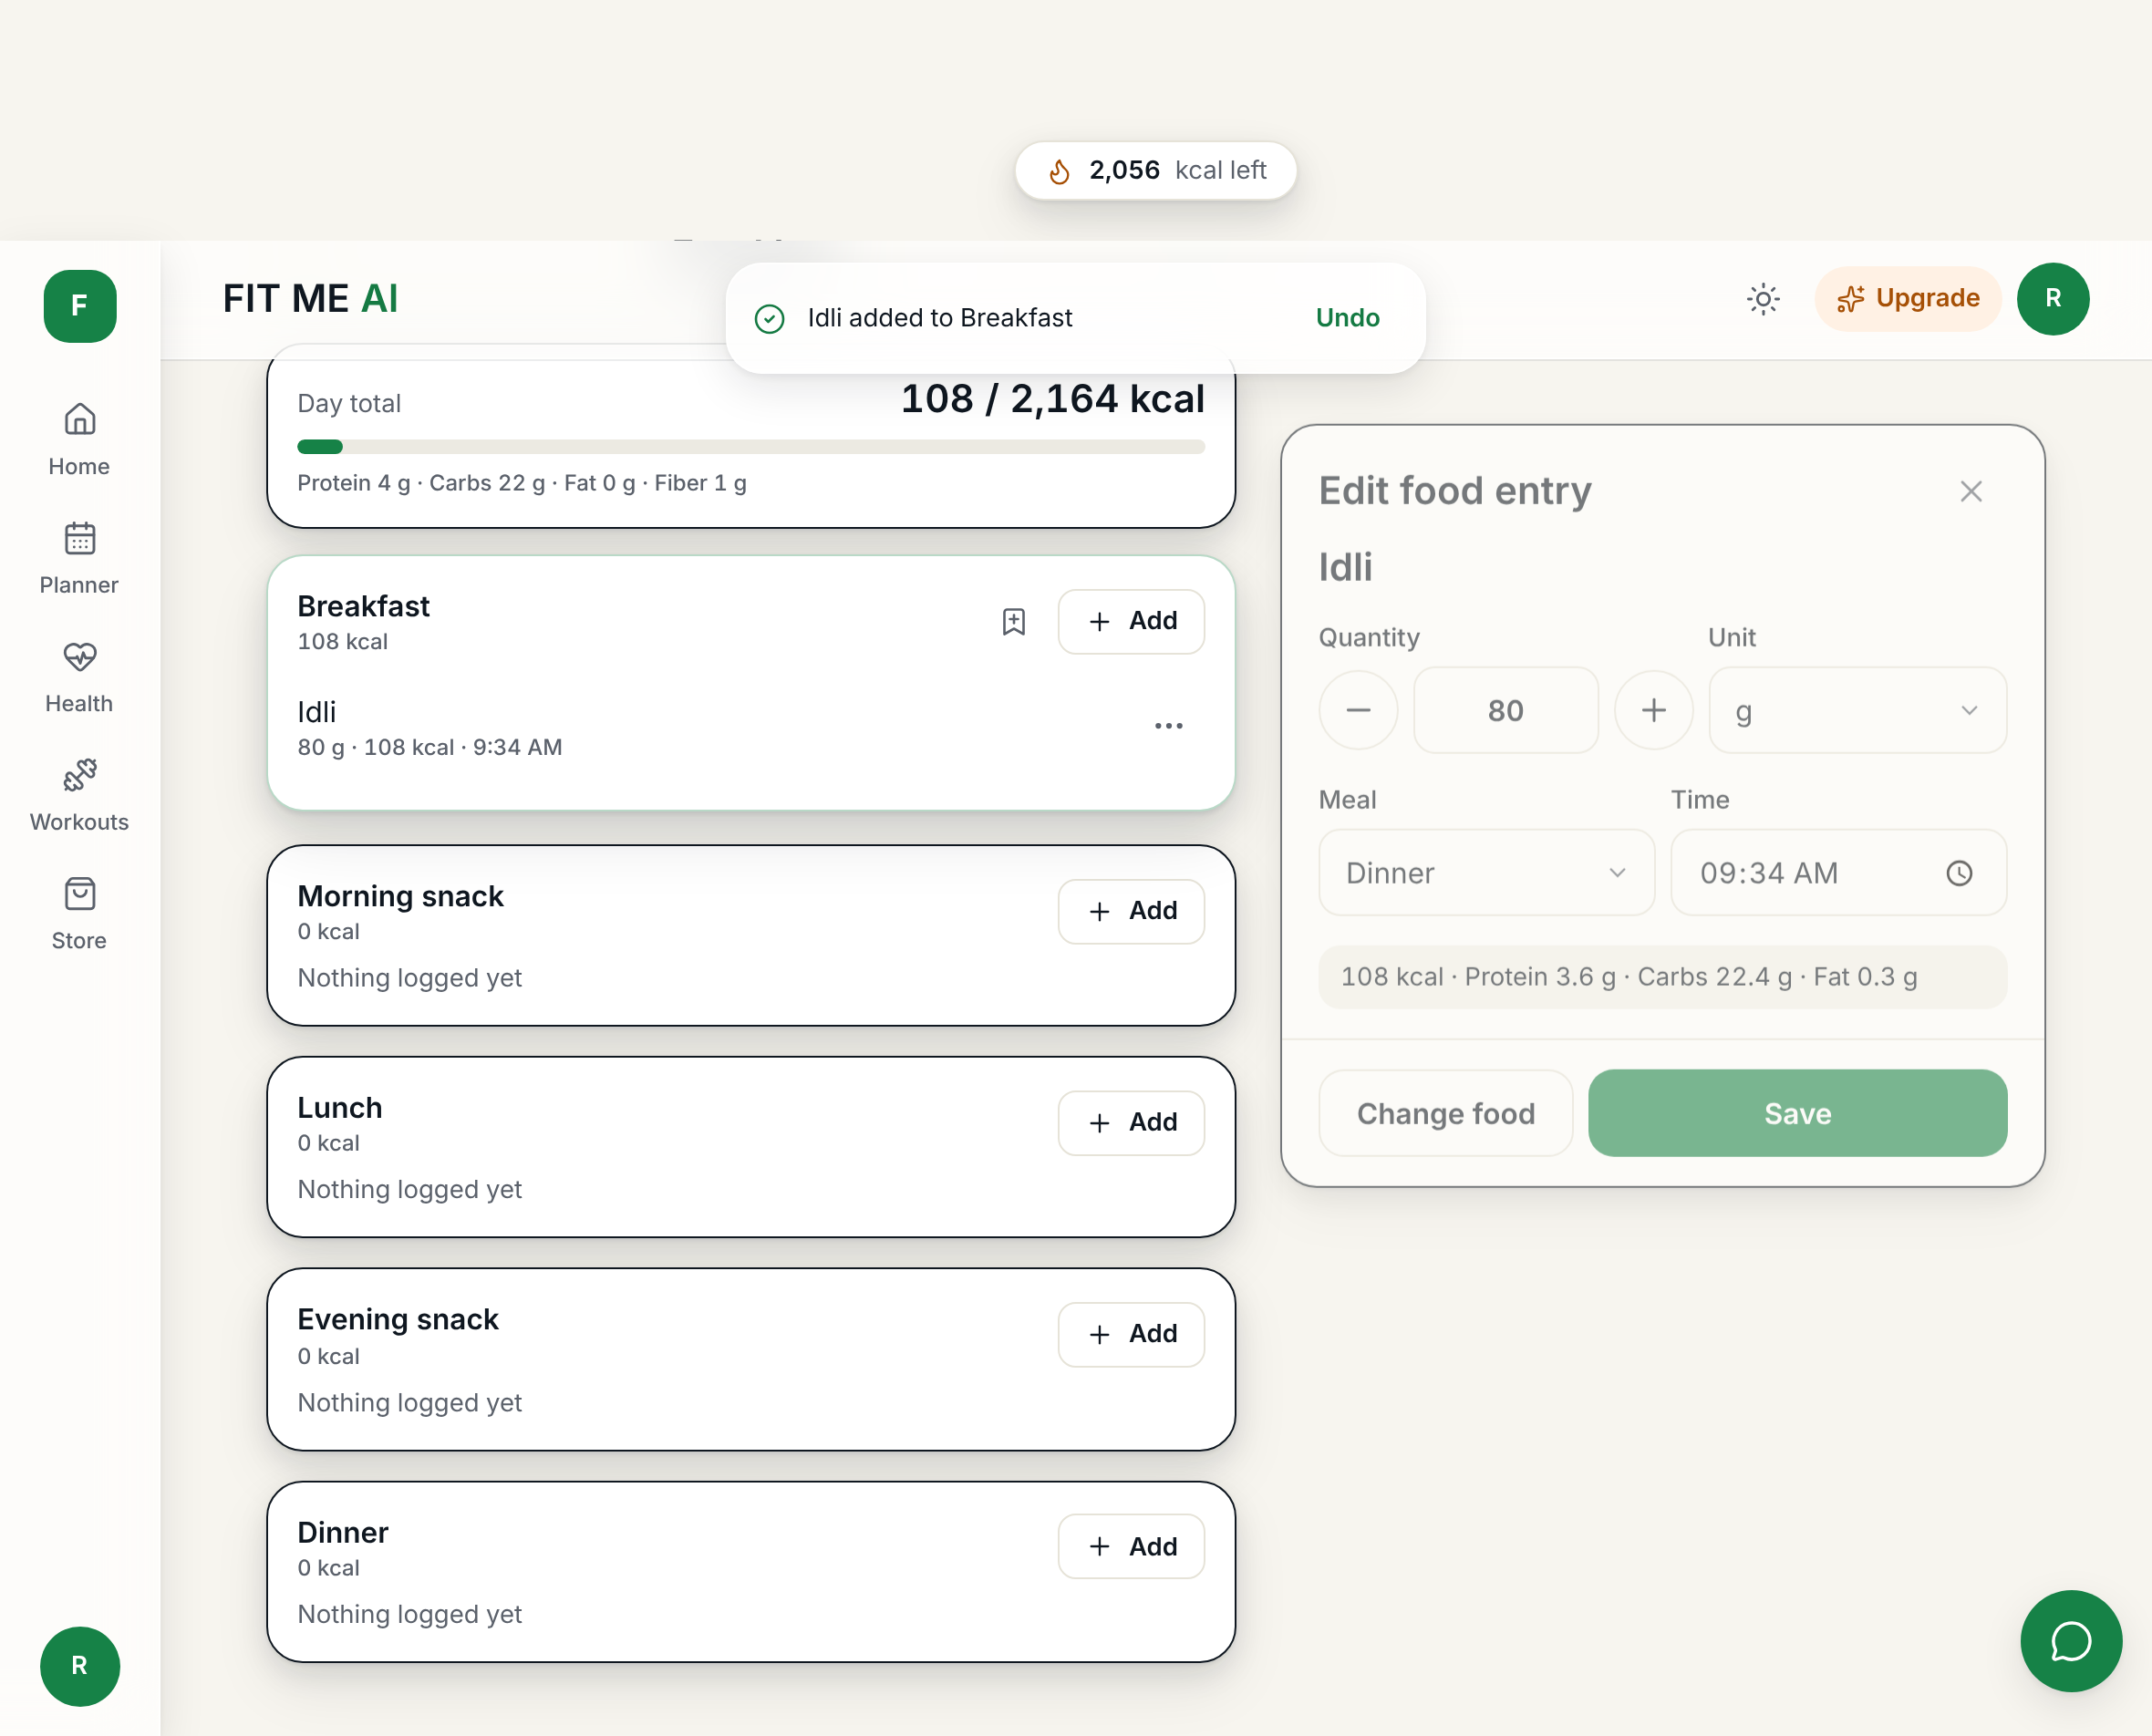 2,056 kcal left
F
FIT ME AI
Idli added to Breakfast
Undo
Upgrade
R
Home
Planner
Health
Workouts
Store
R
Day total
108 / 2,164 kcal
Protein 4 g · Carbs 22 g · Fat 0 g · Fiber 1 g
Breakfast
108 kcal
Add
Idli
80 g · 108 kcal · 9:34 AM
Morning snack
0 kcal
Add
Nothing logged yet
Lunch
0 kcal
Add
Nothing logged yet
Evening snack
0 kcal
Add
Nothing logged yet
Dinner
0 kcal
Add
Nothing logged yet
Edit food entry
Idli
Quantity
Unit
80
g
Meal
Time
Dinner
09:34 AM
108 kcal · Protein 3.6 g · Carbs 22.4 g · Fat 0.3 g
Change food
Save